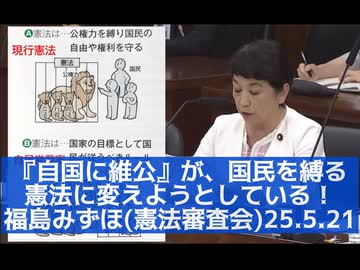 Ⓐ憲法は…公権力を縛り国民の
自由や権利を守る
現行憲法
憲法
公権力
国民
Ⓑ憲法は…国家の目標として国
『自国に維公』が、国民を縛る
憲法に変えようとしている！
福島みずほ(憲法審査会)25.5.21